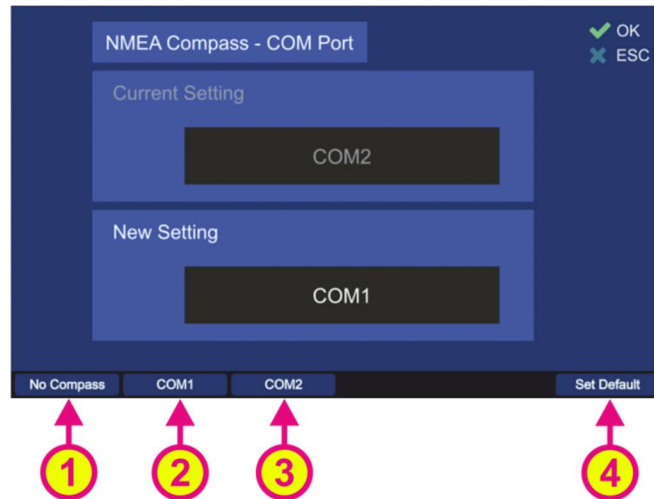 NMEA Compass - COM Port
OK
ESC
Current Setting
COM2
New Setting
COM1
No Compass COM1 COM2 Set Default
1 2 3 4